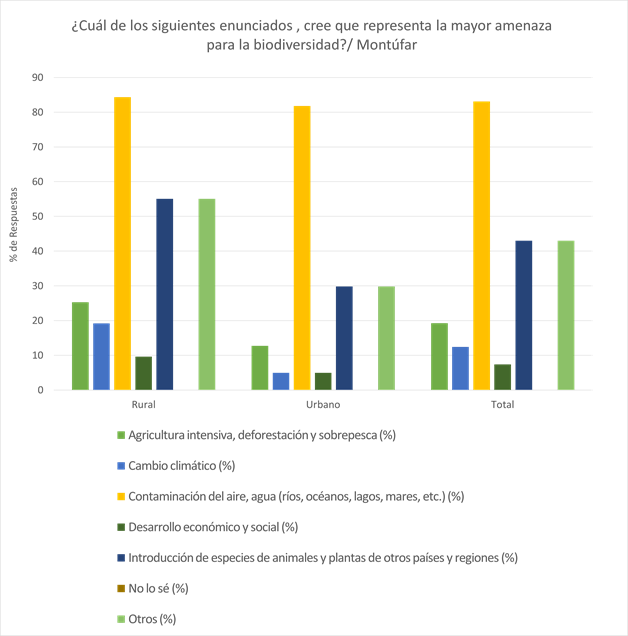 ¿Cuál de los siguientes enunciados , cree que representa la mayor amenaza
para la biodiversidad?/ Montúfar
90
80
70
60
50
40
30
20
10
0
% de Respuestas
Rural
Urbano
Total
Agricultura intensiva, deforestación y sobrepesca (%)
Cambio climático (%)
Contaminación del aire, agua (ríos, océanos, lagos, mares, etc.) (%)
Desarrollo económico y social (%)
Introducción de especies de animales y plantas de otros países y regiones (%)
No lo sé (%)
Otros (%)